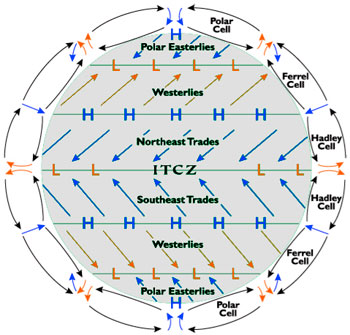 Polar
Cell
H
Polar Easterlies
L L L L L
Ferrel
Cell
Westerlies
H H H H H
Northeast Trades
Hadley
Cell
L L ITCZ L L
Hadley
Cell
Southeast Trades
H H H H H
Westerlies
Ferrel
Cell
L L L L L
Polar Easterlies
H
Polar
Cell